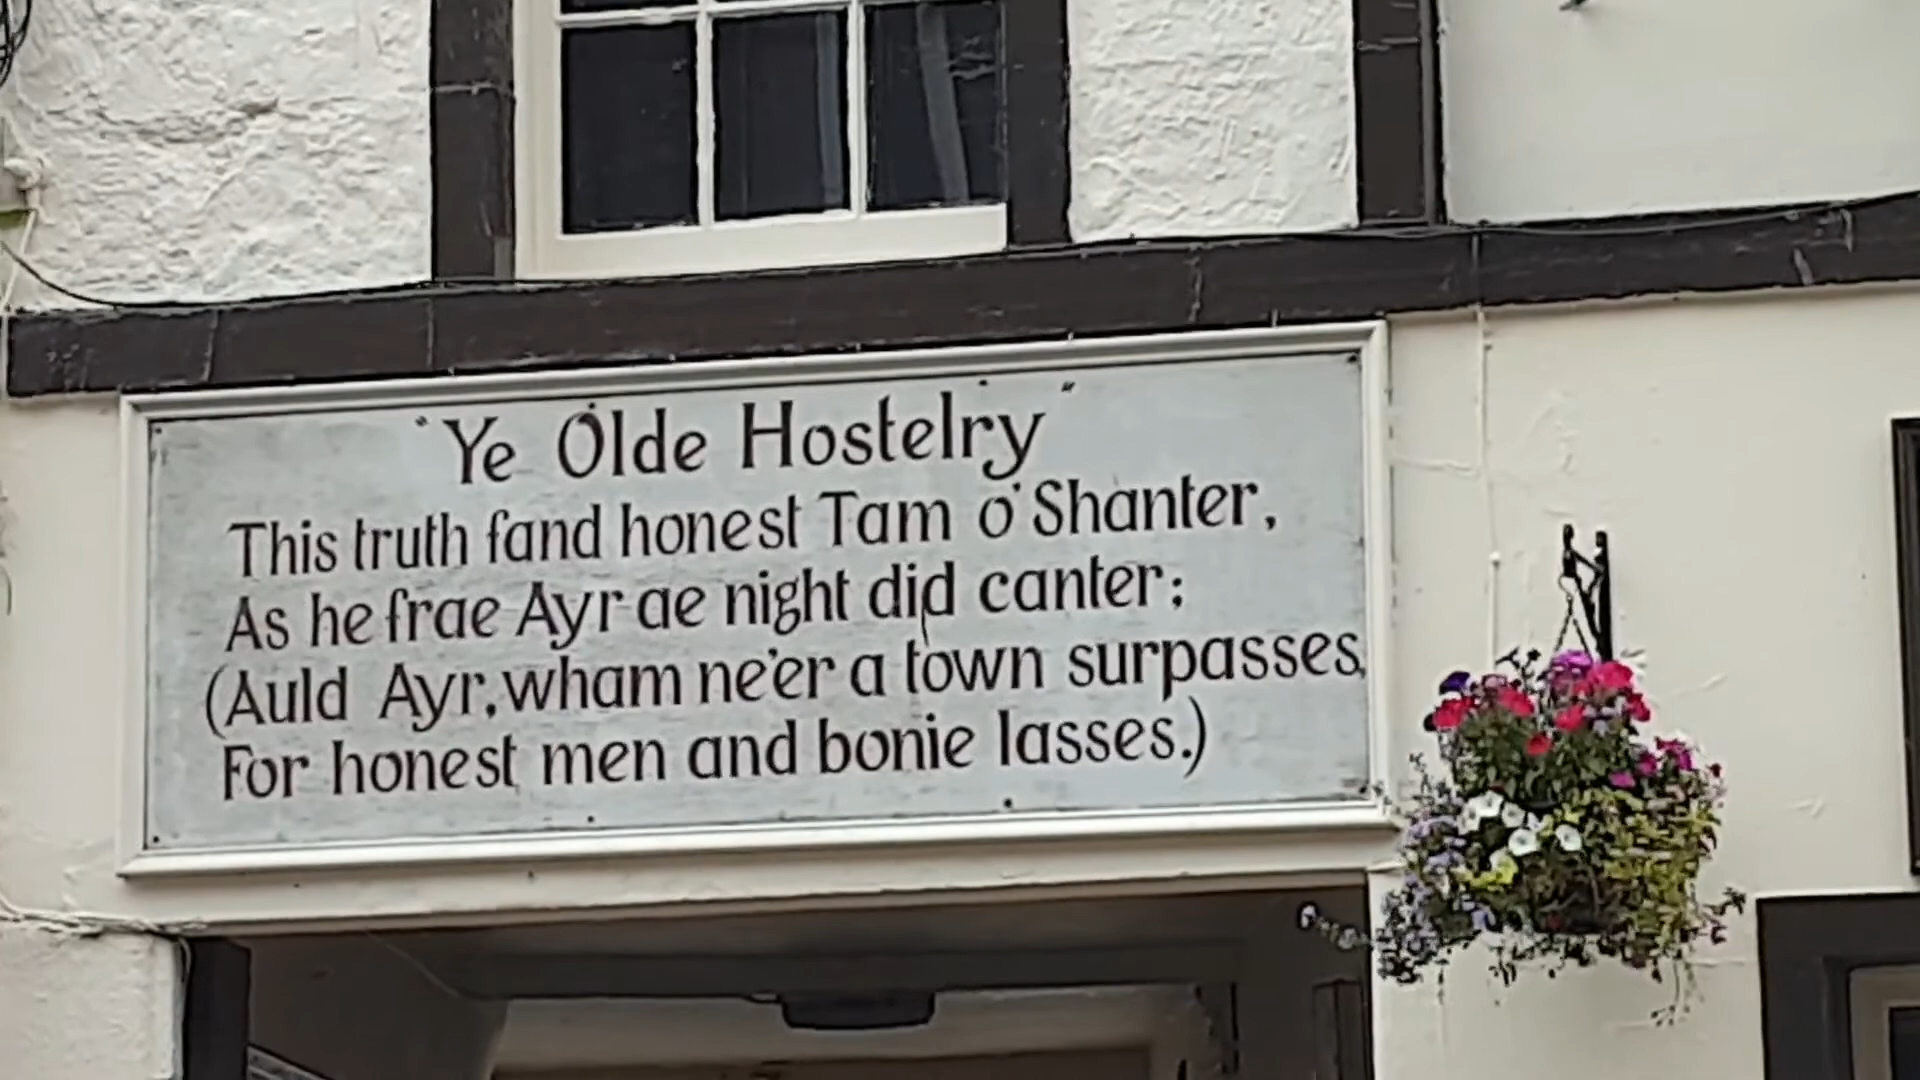 "Ye Olde Hostelry"
This truth fand honest Tam o' Shanter,
As he frae Ayr ae night did canter;
(Auld Ayr, wham ne'er a town surpasses,
For honest men and bonie lasses.)